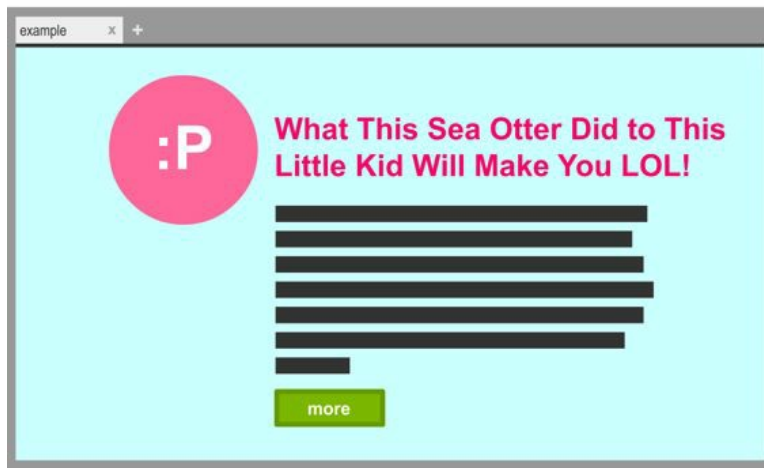 example x +
:P
What This Sea Otter Did to This
Little Kid Will Make You LOL!
more